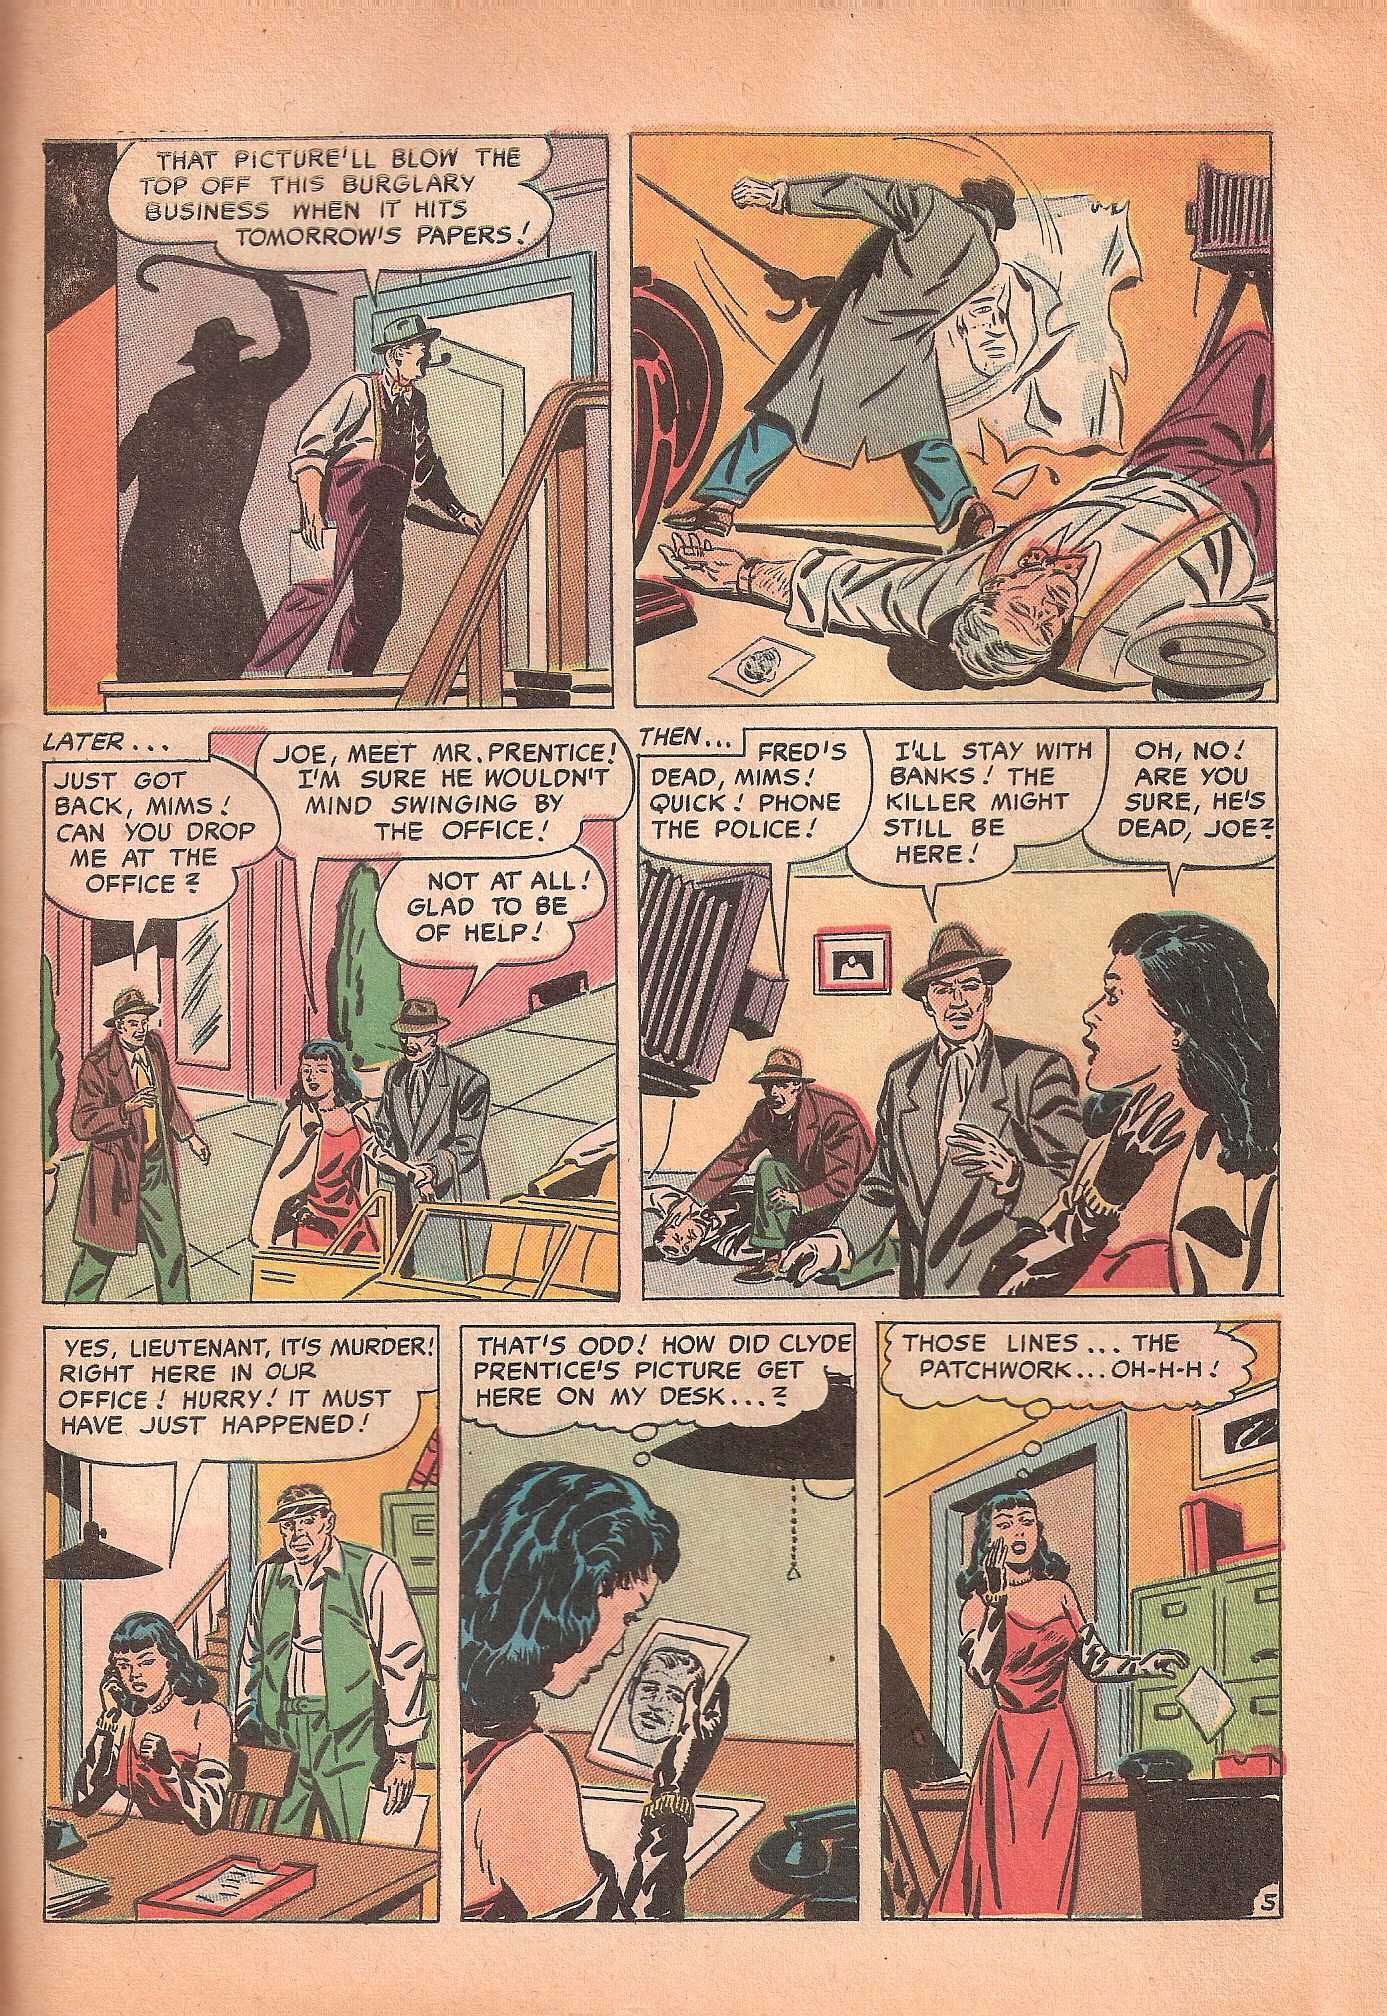 THAT PICTURE'LL BLOW THE
TOP OFF THIS BURGLARY
BUSINESS WHEN IT HITS
TOMORROW'S PAPERS!
LATER...
JUST GOT
BACK, MIMS!
CAN YOU DROP
ME AT THE
OFFICE?
JOE, MEET MR. PRENTICE!
I'M SURE HE WOULDN'T
MIND SWINGING BY
THE OFFICE!
NOT AT ALL!
GLAD TO BE
OF HELP!
THEN...
FRED'S
DEAD, MIMS!
QUICK! PHONE
THE POLICE!
I'LL STAY WITH
BANKS! THE
KILLER MIGHT
STILL BE
HERE!
OH, NO!
ARE YOU
SURE, HE'S
DEAD, JOE?
YES, LIEUTENANT, IT'S MURDER!
RIGHT HERE IN OUR
OFFICE! HURRY! IT MUST
HAVE JUST HAPPENED!
THAT'S ODD! HOW DID CLYDE
PRENTICE'S PICTURE GET
HERE ON MY DESK...?
THOSE LINES... THE
PATCHWORK...OH-H-H!
5